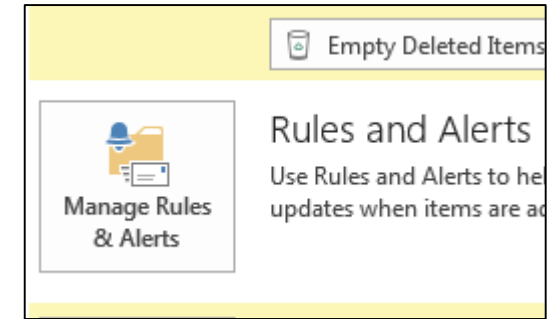 Empty Deleted Items
Manage Rules
& Alerts
Rules and Alerts
Use Rules and Alerts to hel
updates when items are ad